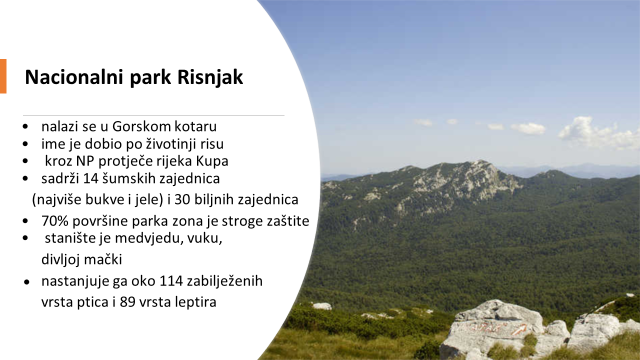 Nacionalni park Risnjak
• nalazi se u Gorskom kotaru
• ime je dobio po životinji risu
• kroz NP protječe rijeka Kupa
• sadrži 14 šumskih zajednica
(najviše bukve i jele) i 30 biljnih zajednica
• 70% površine parka zona je stroge zaštite
• stanište je medvjedu, vuku,
divljoj mački
• nastanjuje ga oko 114 zabilježenih
vrsta ptica i 89 vrsta leptira